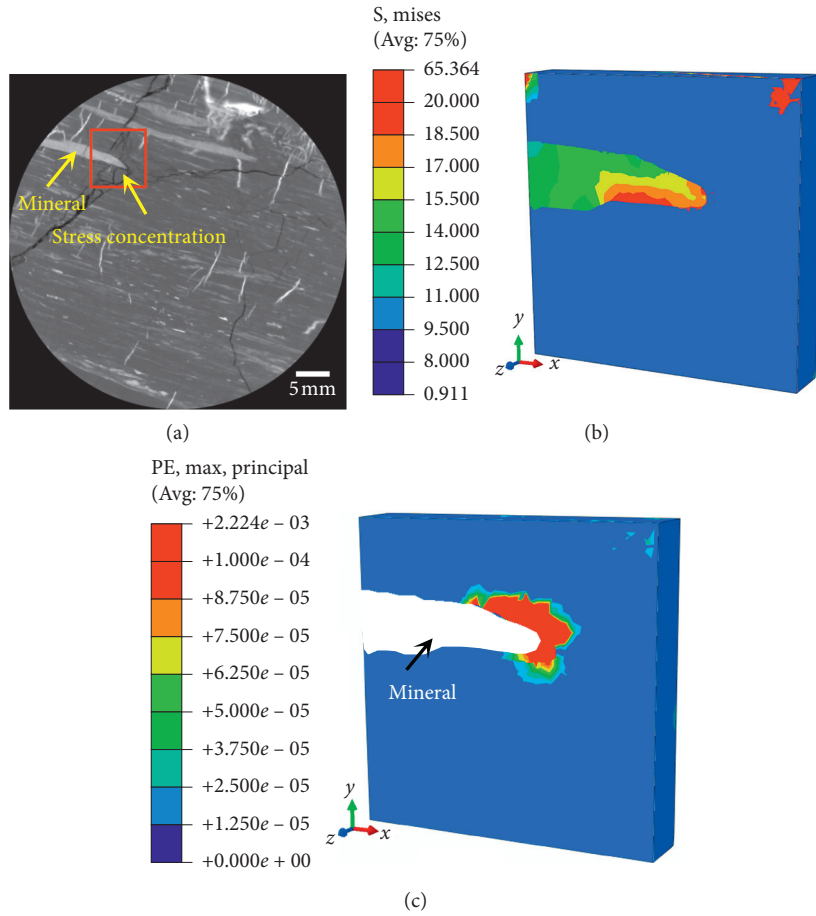 Mineral
Stress concentration
5 mm
(a)
S, mises
(Avg: 75%)
65.364
20.000
18.500
17.000
15.500
14.000
12.500
11.000
9.500
8.000
0.911
y
z
x
(b)
PE, max, principal
(Avg: 75%)
+2.224e – 03
+1.000e – 04
+8.750e – 05
+7.500e – 05
+6.250e – 05
+5.000e – 05
+3.750e – 05
+2.500e – 05
+1.250e – 05
+0.000e + 00
Mineral
y
z
x
(c)